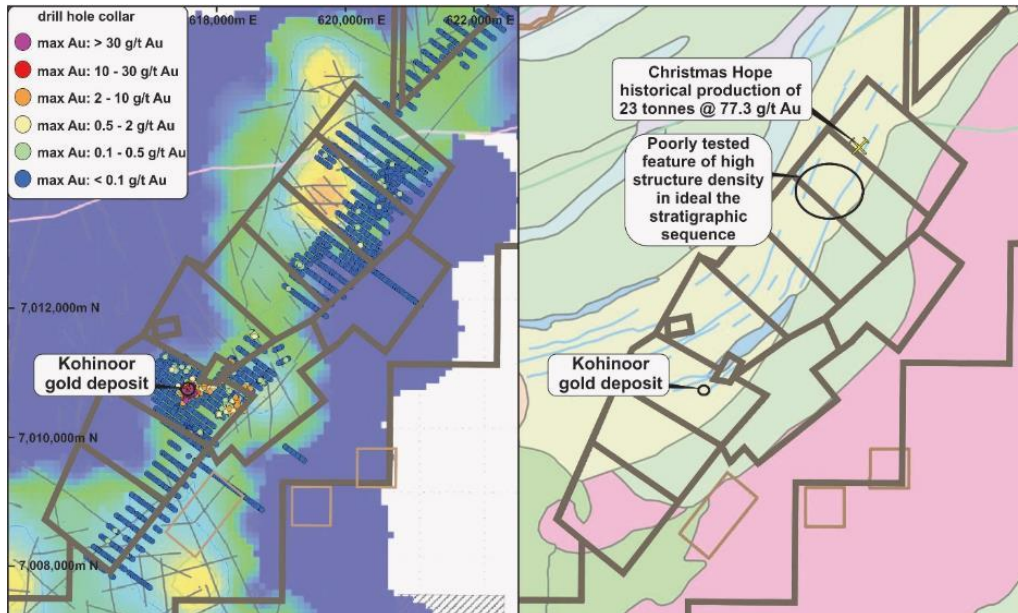 618,000m E
620,000m E
622,000m E
drill hole collar
max Au: > 30 g/t Au
max Au: 10 - 30 g/t Au
max Au: 2 - 10 g/t Au
max Au: 0.5 - 2 g/t Au
max Au: 0.1 - 0.5 g/t Au
max Au: < 0.1 g/t Au
7,012,000m N
Kohinoor
gold deposit
7,010,000m N
7,008,000m N
Christmas Hope
historical production of
23 tonnes @ 77.3 g/t Au
Poorly tested
feature of high
structure density
in ideal the
stratigraphic
sequence
Kohinoor
gold deposit